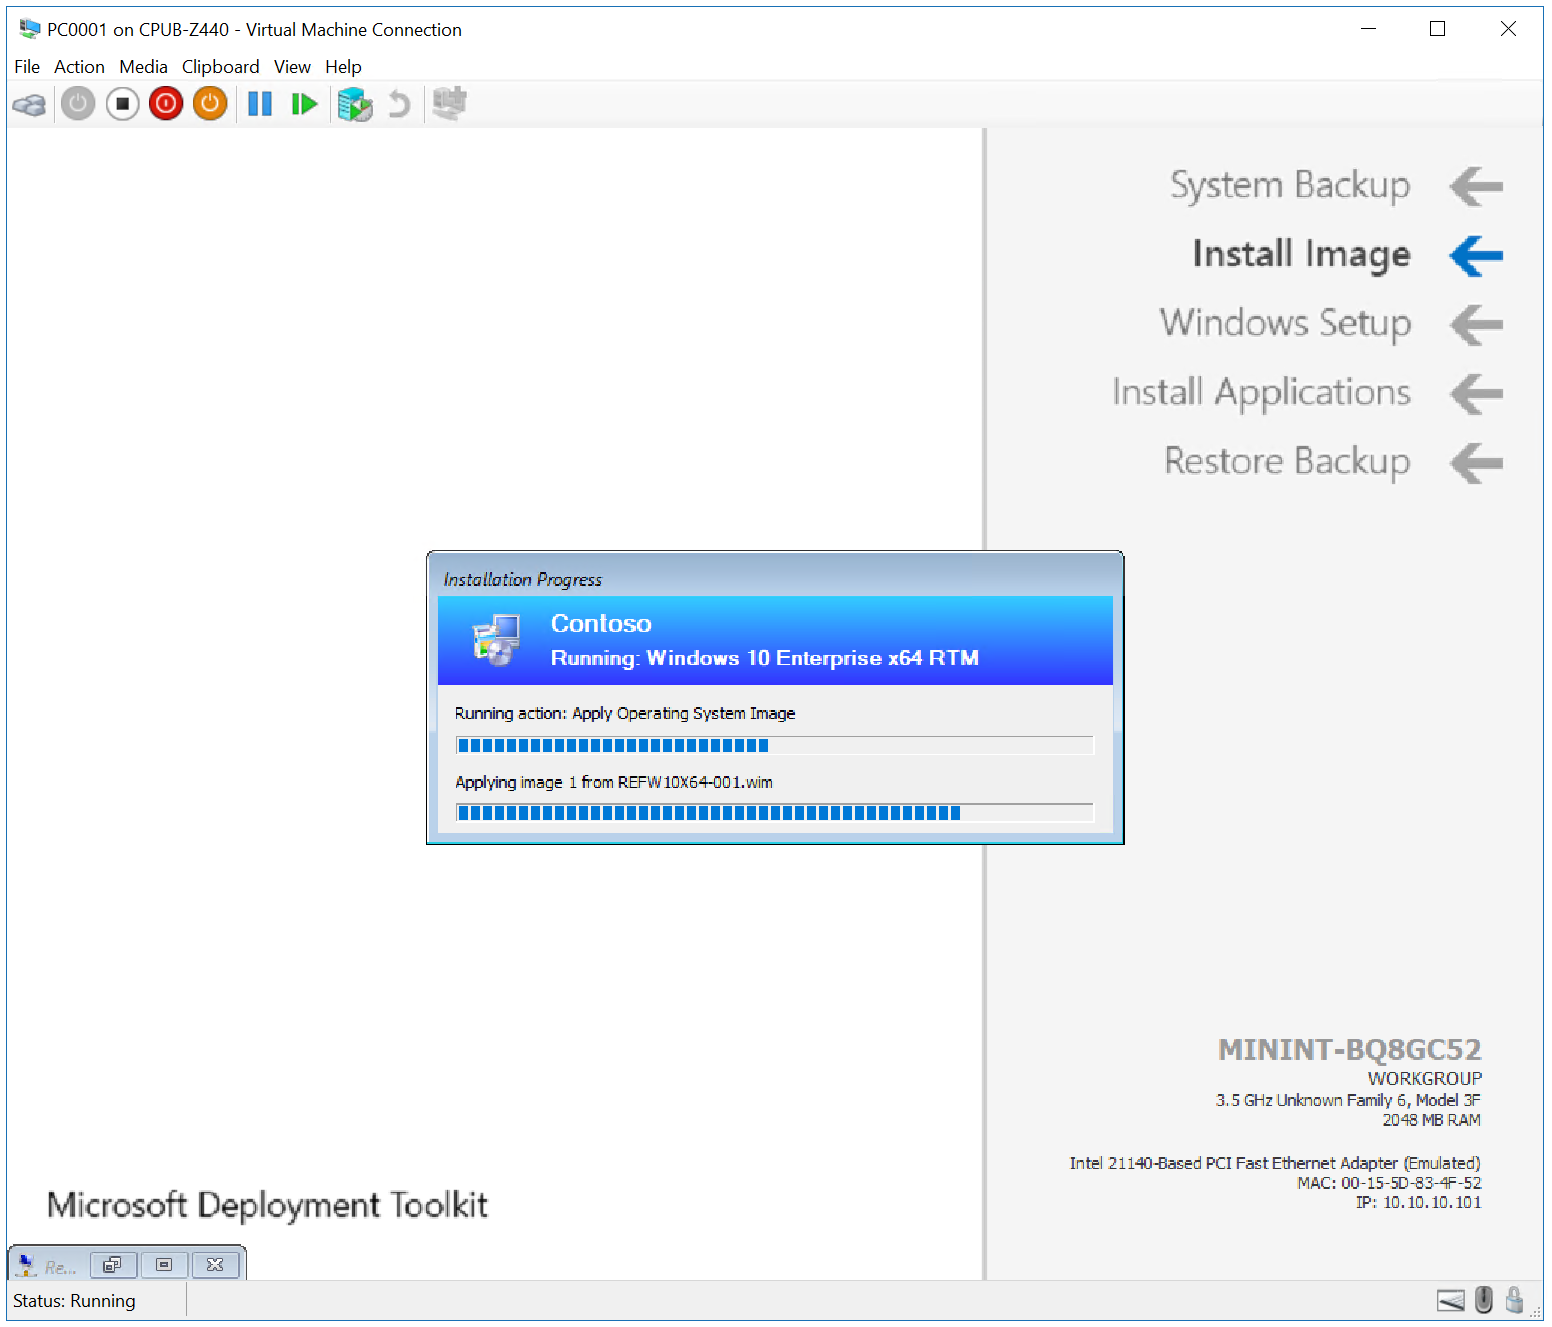 PC0001 on CPUB-Z440 - Virtual Machine Connection
File Action Media Clipboard View Help
System Backup
Install Image
Windows Setup
Install Applications
Restore Backup
Installation Progress
Contoso
Running: Windows 10 Enterprise x64 RTM
Running action: Apply Operating System Image
Applying image 1 from REFW10X64-001.wim
MININT-BQ8GC52
WORKGROUP
3.5 GHz Unknown Family 6, Model 3F
2048 MB RAM
Intel 21140-Based PCI Fast Ethernet Adapter (Emulated)
MAC: 00-15-5D-83-4F-52
IP: 10.10.10.101
Microsoft Deployment Toolkit
Re...
Status: Running